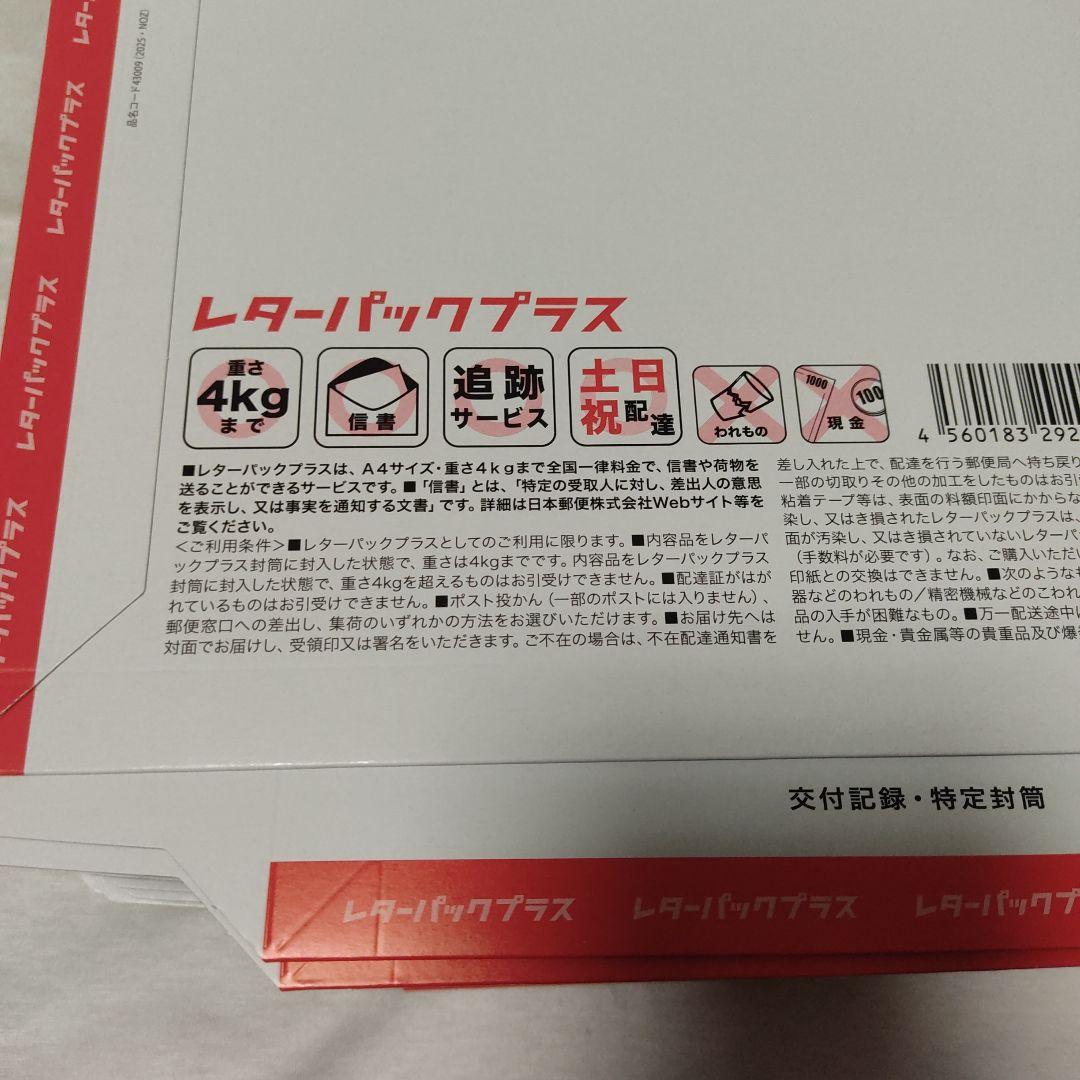 レター
レターパックプラス
レターパックプラス
パックプラス
品名コード43009(2025・NOZ)
レターパックプラス
重さ
4kg
まで
信書
追跡
サービス
土日
祝配達
われもの
1000
100
現金
4 560183 292
■レターパックプラスは、A4サイズ・重さ4kgまで全国一律料金で、信書や荷物を
送ることができるサービスです。■「信書」とは、「特定の受取人に対し、差出人の意思
を表示し、又は事実を通知する文書」です。詳細は日本郵便株式会社Webサイト等を
ご覧ください。
＜ご利用条件＞■レターパックプラスとしてのご利用に限ります。■内容品をレターパ
ックプラス封筒に封入した状態で、重さは4kgまでです。内容品をレターパックプラス
封筒に封入した状態で、重さ4kgを超えるものはお引受けできません。■配達証がはが
れているものはお引受けできません。■ポスト投かん（一部のポストには入りません）、
郵便窓口への差出し、集荷のいずれかの方法をお選びいただけます。■お届け先へは
対面でお届けし、受領印又は署名をいただきます。ご不在の場合は、不在配達通知書を
差し入れた上で、配達を行う郵便局へ持ち戻り
一部の切取りその他の加工をしたものはお引
粘着テープ等は、表面の料額印面にかからな
染し、又はき損されたレターパックプラスは、
面が汚染し、又はき損されていないレターパ
（手数料が必要です）。なお、ご購入いただい
印紙との交換はできません。■次のようなも
器などのわれもの／精密機械などのこわれ
品の入手が困難なもの。■万一配送途中に
せん。■現金・貴金属等の貴重品及び爆
交付記録・特定封筒
レターパックプラス
レターパックプラス
レターパックプ